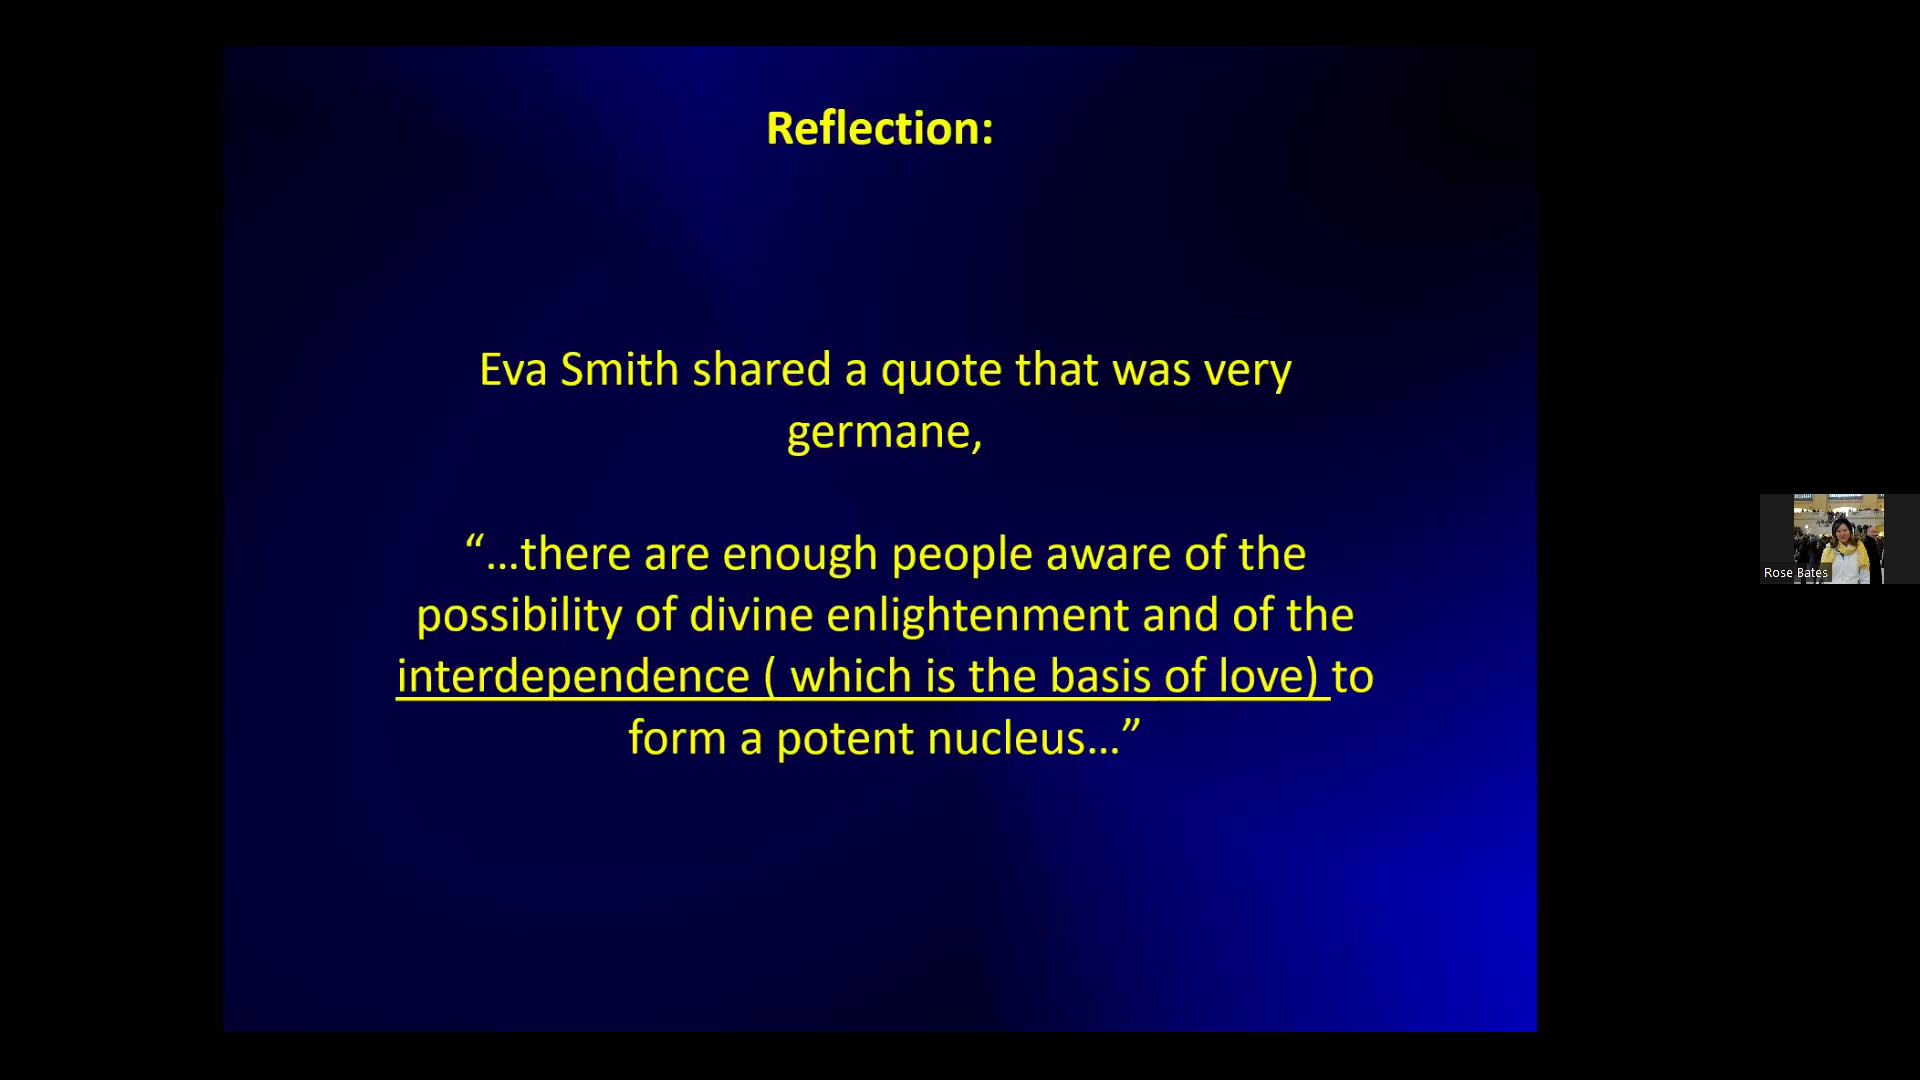 Reflection:
Eva Smith shared a quote that was very
germane,
“…there are enough people aware of the
possibility of divine enlightenment and of the
interdependence ( which is the basis of love) to
form a potent nucleus…”
Rose Bates